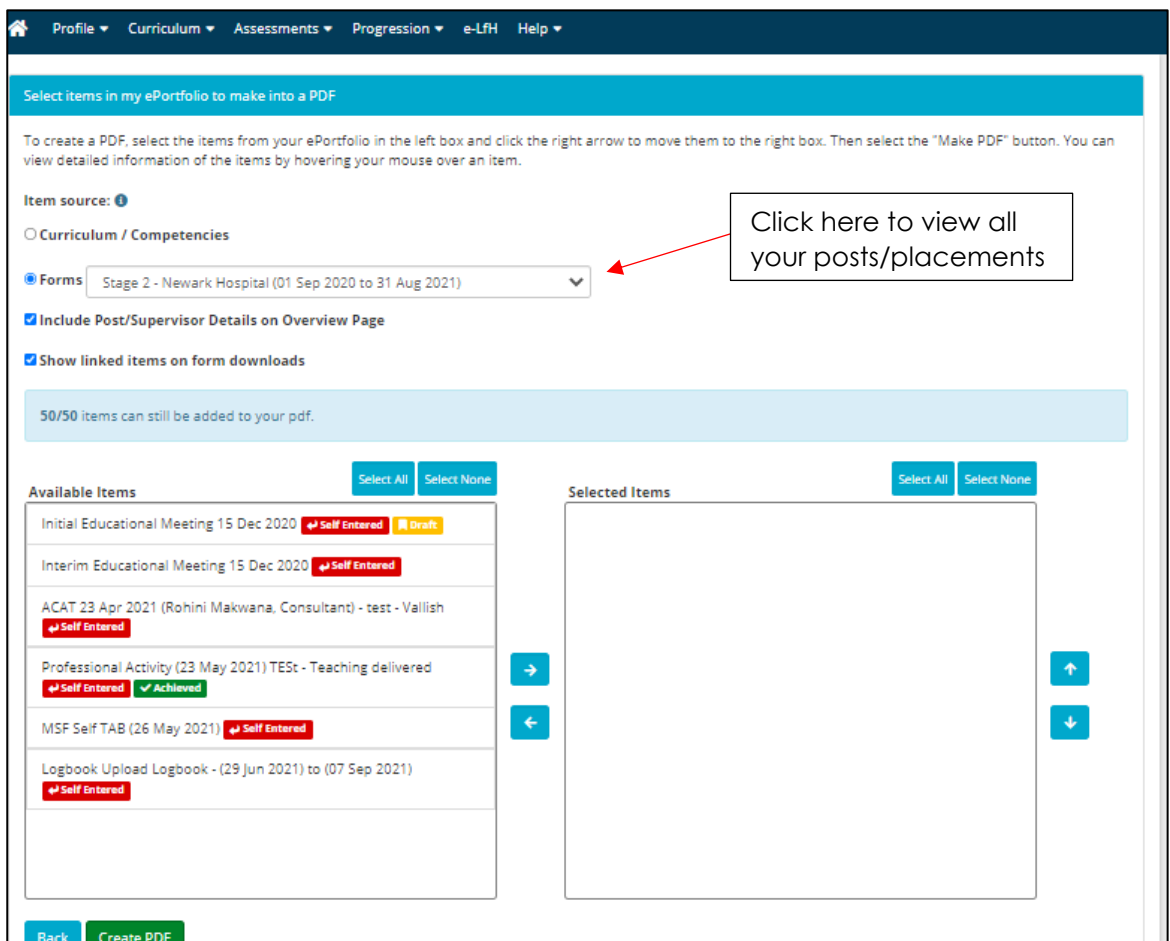 Profile Curriculum Assessments Progression e-LfH Help
Select items in my ePortfolio to make into a PDF
To create a PDF, select the items from your ePortfolio in the left box and click the right arrow to move them to the right box. Then select the "Make PDF" button. You can
view detailed information of the items by hovering your mouse over an item.
Item source:
Click here to view all
your posts/placements
Curriculum / Competencies
Forms Stage 2 - Newark Hospital (01 Sep 2020 to 31 Aug 2021)
Include Post/Supervisor Details on Overview Page
Show linked items on form downloads
50/50 items can still be added to your pdf.
Available Items Select All Select None
Selected Items Select All Select None
Initial Educational Meeting 15 Dec 2020 Self Entered Draft
Interim Educational Meeting 15 Dec 2020 Self Entered
ACAT 23 Apr 2021 (Rohini Makwana, Consultant) - test - Vallish
Self Entered
Professional Activity (23 May 2021) TESt - Teaching delivered
Self Entered Achieved
MSF Self TAB (26 May 2021) Self Entered
Logbook Upload Logbook - (29 Jun 2021) to (07 Sep 2021)
Self Entered
Back Create PDF